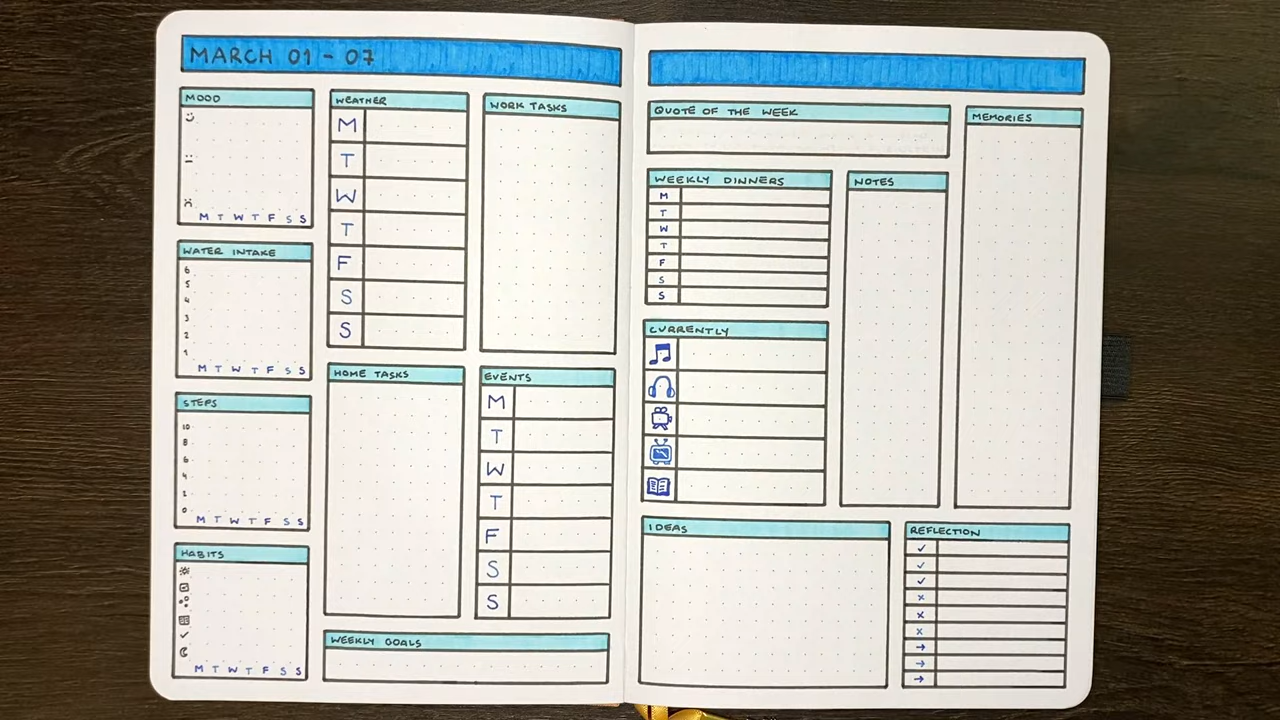 MARCH 01 - 07
MOOD
M T W T F S S
WATER INTAKE
6
5
4
3
2
1
M T W T F S S
STEPS
10
8
6
4
2
0
M T W T F S S
HABITS
M T W T F S S
WEATHER
M
T
W
T
F
S
S
WORK TASKS
HOME TASKS
EVENTS
M
T
W
T
F
S
S
WEEKLY GOALS
QUOTE OF THE WEEK
MEMORIES
WEEKLY DINNERS
M
T
W
T
F
S
S
NOTES
CURRENTLY
IDEAS
REFLECTION